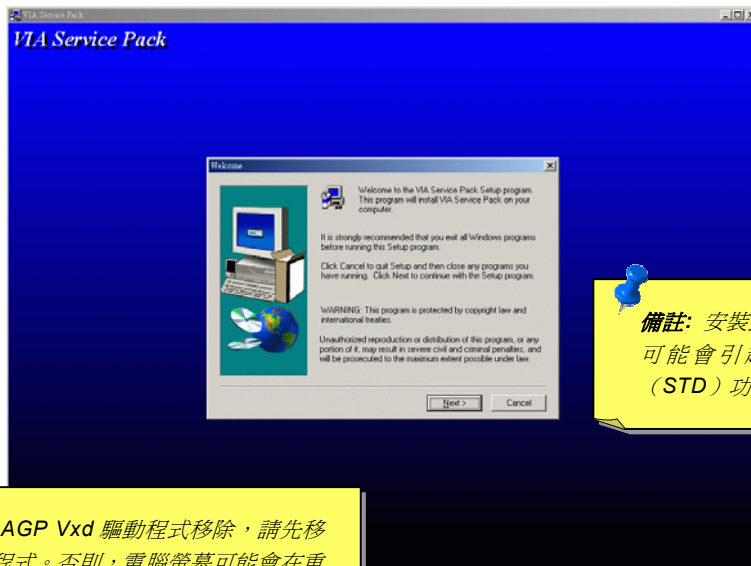 VIA Service Pack
VIA Service Pack
Welcome
Welcome to the VIA Service Pack Setup program.
This program will install VIA Service Pack on your
computer.
It is strongly recommended that you exit all Windows programs
before running this Setup program.
Click Cancel to quit Setup and then close any programs you
have running. Click Next to continue with the Setup program.
WARNING: This program is protected by copyright law and
international treaties.
Unauthorized reproduction or distribution of this program, or any
portion of it, may result in severe civil and criminal penalties, and
will be prosecuted to the maximum extent possible under law.
Next >
Cancel
備註: 安裝
可能會引起
（STD）功
AGP Vxd 驅動程式移除，請先移
程式。否則，電腦螢幕可能會在重